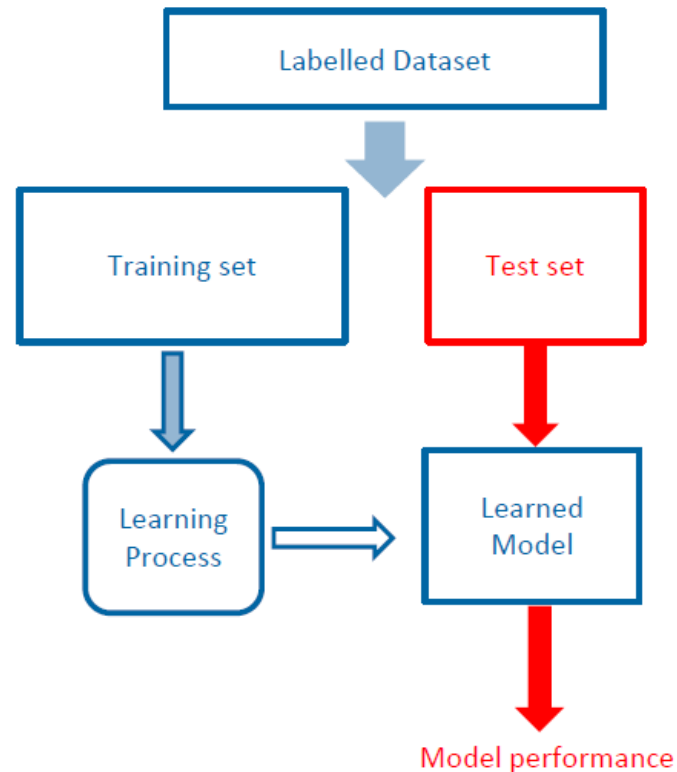 Labelled Dataset
Training set
Test set
Learning
Process
Learned
Model
Model performance